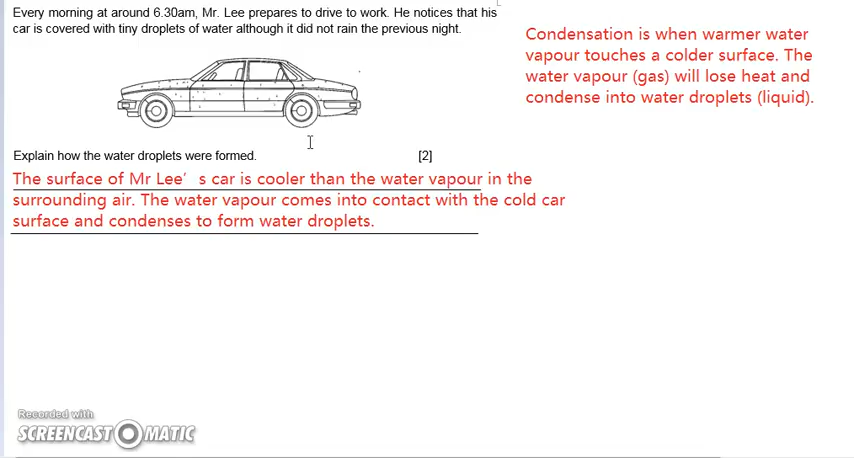 Every morning at around 6.30am, Mr. Lee prepares to drive to work. He notices that his
car is covered with tiny droplets of water although it did not rain the previous night.
Explain how the water droplets were formed. [2]
The surface of Mr Lee's car is cooler than the water vapour in the
surrounding air. The water vapour comes into contact with the cold car
surface and condenses to form water droplets.
Condensation is when warmer water
vapour touches a colder surface. The
water vapour (gas) will lose heat and
condense into water droplets (liquid).
Recorded with
SCREENCAST O MATIC